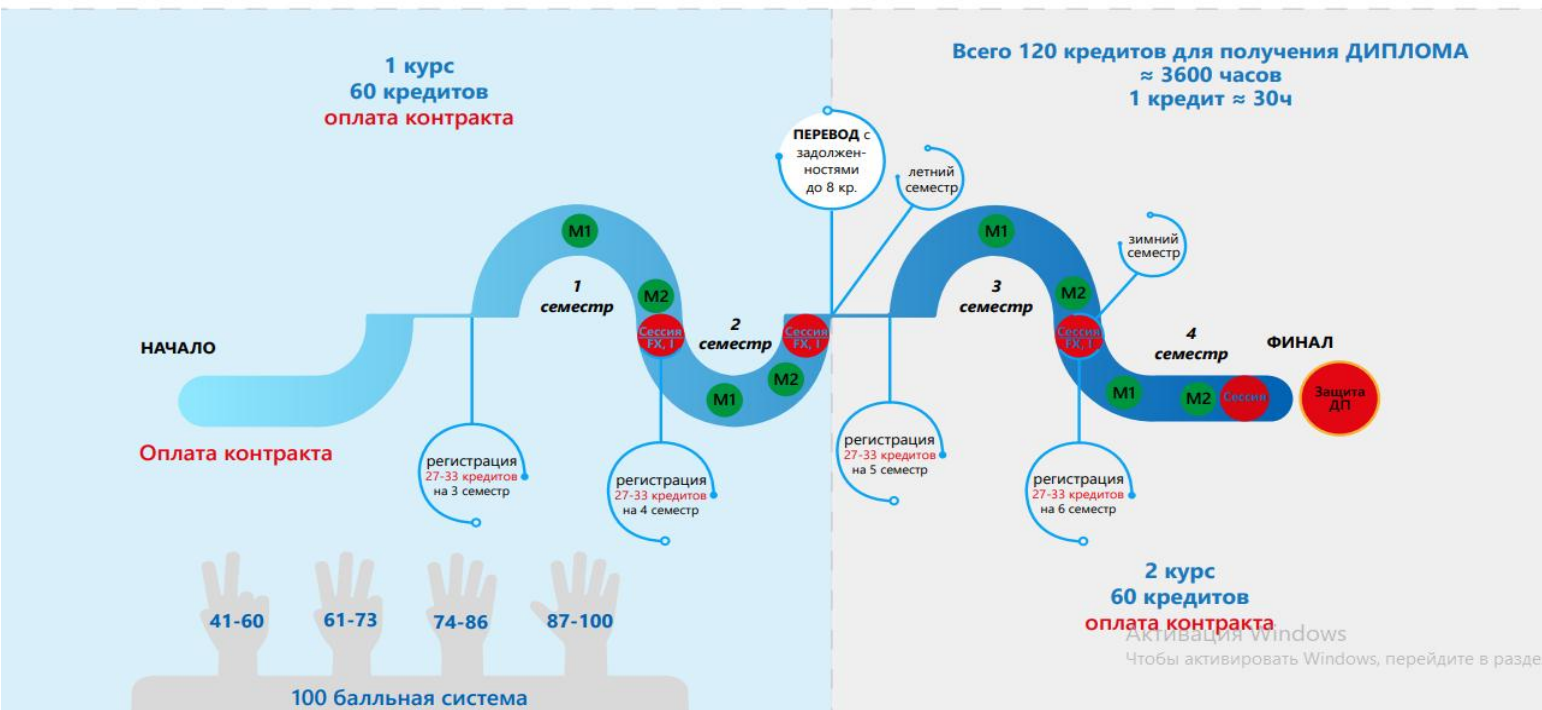 1 курс
60 кредитов
оплата контракта
Всего 120 кредитов для получения ДИПЛОМА
≈ 3600 часов
1 кредит ≈ 30ч
ПЕРЕВОД с
задолжен-
ностями
до 8 кр.
летний
семестр
зимний
семестр
НАЧАЛО
Оплата контракта
М1
1
семестр
М2
Сессия
FX, I
2
семестр
М1
М2
Сессия
FX, I
М1
3
семестр
М2
Сессия
FX, I
4
семестр
М1
М2
Сессия
ФИНАЛ
Защита
ДП
регистрация
27-33 кредитов
на 3 семестр
регистрация
27-33 кредитов
на 4 семестр
регистрация
27-33 кредитов
на 5 семестр
регистрация
27-33 кредитов
на 6 семестр
41-60
61-73
74-86
87-100
100 балльная система
2 курс
60 кредитов
оплата контракта
Активация Windows
Чтобы активировать Windows, перейдите в разде